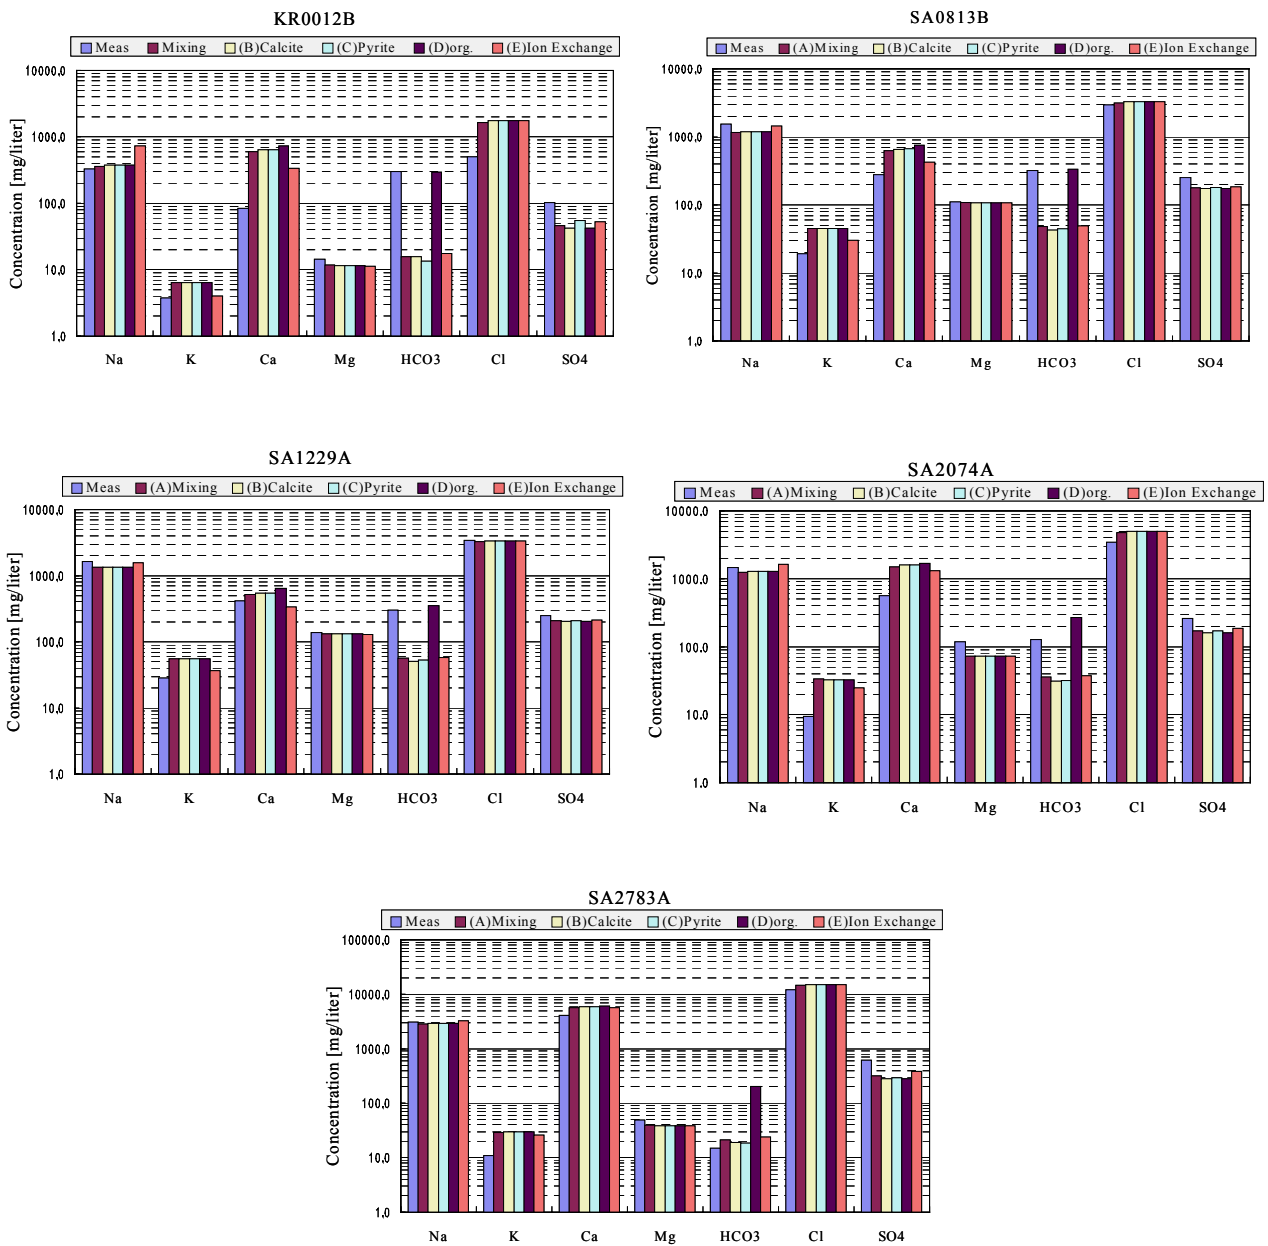 KR0012B
Meas Mixing (B)Calcite (C)Pyrite (D)org. (E)Ion Exchange
Concentraion [mg/liter]
10000.0
1000.0
100.0
10.0
1.0
Na K Ca Mg HCO3 Cl SO4
SA0813B
Meas (A)Mixing (B)Calcite (C)Pyrite (D)org. (E)Ion Exchange
Concentraion [mg/liter]
10000.0
1000.0
100.0
10.0
1.0
Na K Ca Mg HCO3 Cl SO4
SA1229A
Meas (A)Mixing (B)Calcite (C)Pyrite (D)org. (E)Ion Exchange
Concentration [mg/liter]
10000.0
1000.0
100.0
10.0
1.0
Na K Ca Mg HCO3 Cl SO4
SA2074A
Meas (A)Mixing (B)Calcite (C)Pyrite (D)org. (E)Ion Exchange
Concentration [mg/liter]
10000.0
1000.0
100.0
10.0
1.0
Na K Ca Mg HCO3 Cl SO4
SA2783A
Meas (A)Mixing (B)Calcite (C)Pyrite (D)org. (E)Ion Exchange
Concentration [mg/liter]
100000.0
10000.0
1000.0
100.0
10.0
1.0
Na K Ca Mg HCO3 Cl SO4